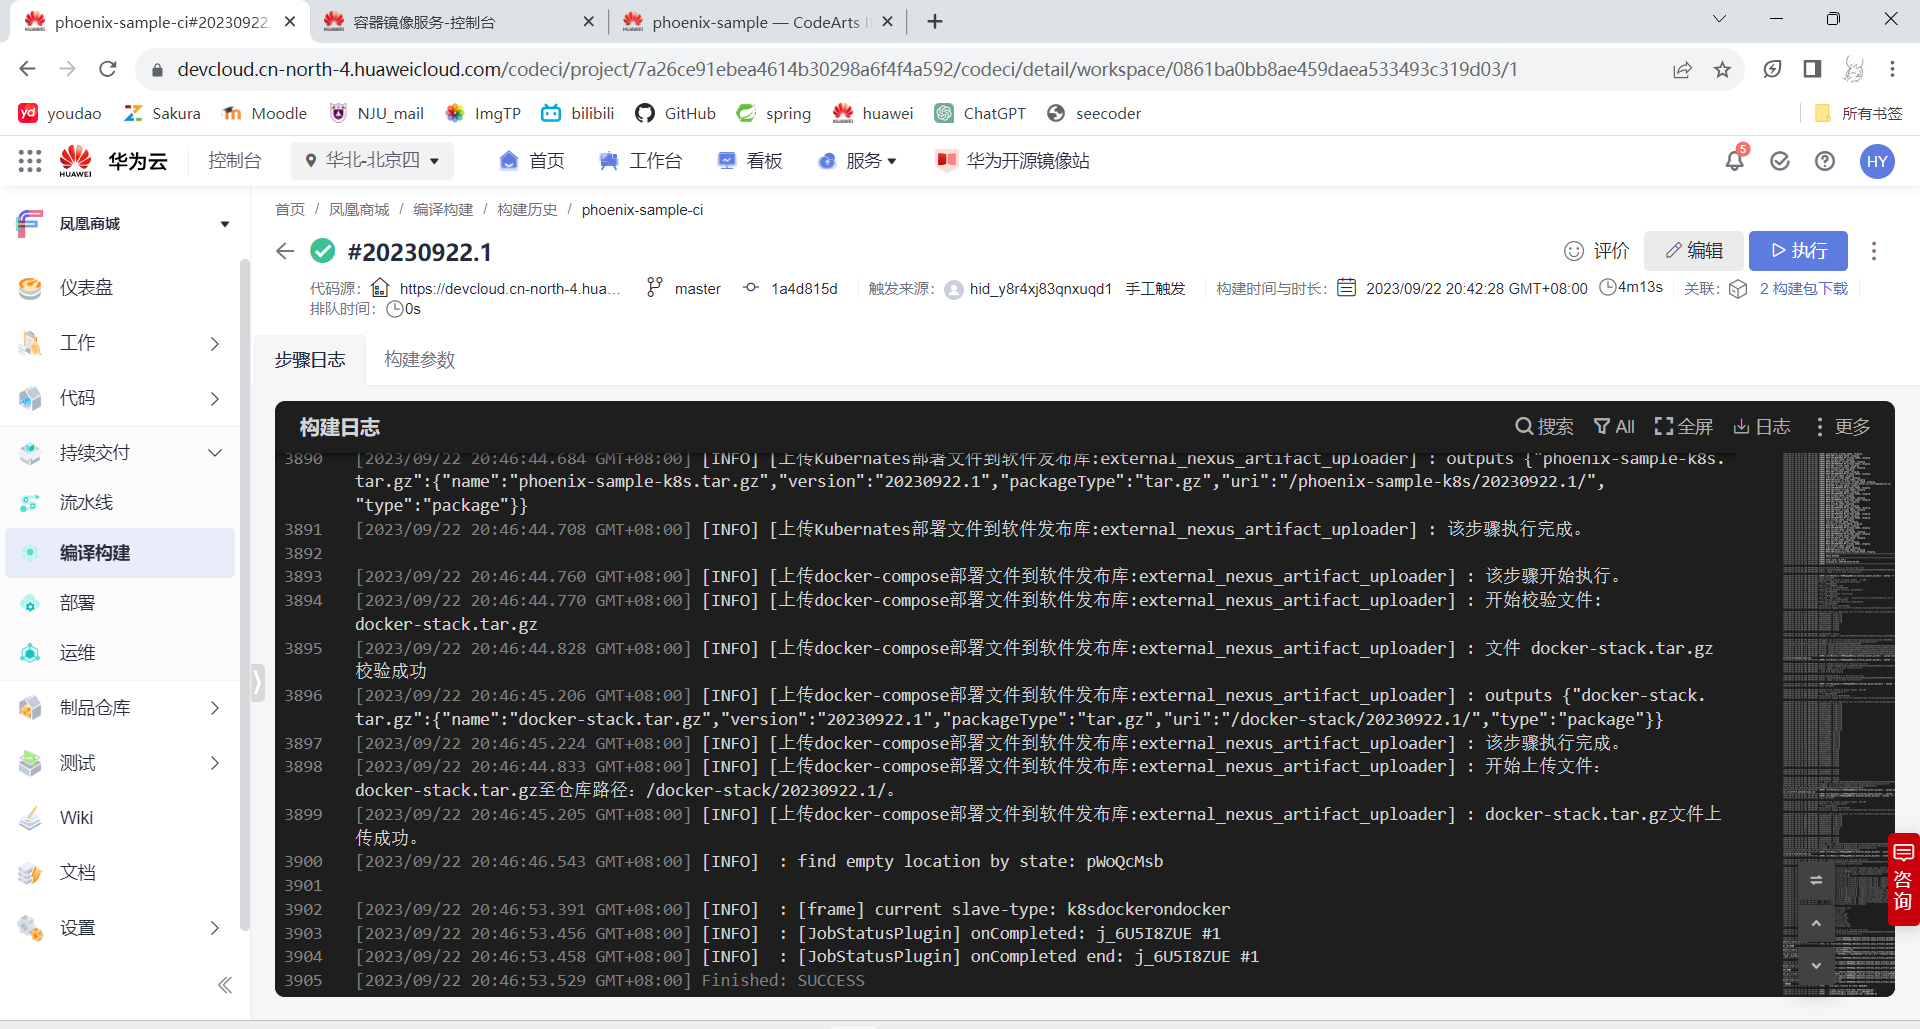 phoenix-sample-ci#20230922.
容器镜像服务-控制台
phoenix-sample — CodeArts I
devcloud.cn-north-4.huaweicloud.com/codeci/project/7a26ce91ebea4614b30298a6f4f4a592/codeci/detail/workspace/0861ba0bb8ae459daea533493c319d03/1
youdao Sakura Moodle NJU_mail ImgTP bilibili GitHub spring huawei ChatGPT seecoder 所有书签
HUAWEI 华为云 控制台 华北-北京四 首页 工作台 看板 服务 华为开源镜像站 5 HY
凤凰商城
仪表盘
工作
代码
持续交付
流水线
编译构建
部署
运维
制品仓库
测试
Wiki
文档
设置
首页 / 凤凰商城 / 编译构建 / 构建历史 / phoenix-sample-ci
#20230922.1
评价 编辑 执行
代码源: https://devcloud.cn-north-4.hua... master 1a4d815d 触发来源: hid_y8r4xj83qnxuqd1 手工触发 构建时间与时长: 2023/09/22 20:42:28 GMT+08:00 4m13s 关联: 2 构建包下载
排队时间: 0s
步骤日志 构建参数
构建日志 搜索 All 全屏 日志 更多
3890 [2023/09/22 20:46:44.684 GMT+08:00] [INFO] [上传Kubernates部署文件到软件发布库:external_nexus_artifact_uploader] : outputs {"phoenix-sample-k8s.
tar.gz":{"name":"phoenix-sample-k8s.tar.gz","version":"20230922.1","packageType":"tar.gz","uri":"/phoenix-sample-k8s/20230922.1/",
"type":"package"}}
3891 [2023/09/22 20:46:44.708 GMT+08:00] [INFO] [上传Kubernates部署文件到软件发布库:external_nexus_artifact_uploader] : 该步骤执行完成。
3892
3893 [2023/09/22 20:46:44.760 GMT+08:00] [INFO] [上传docker-compose部署文件到软件发布库:external_nexus_artifact_uploader] : 该步骤开始执行。
3894 [2023/09/22 20:46:44.770 GMT+08:00] [INFO] [上传docker-compose部署文件到软件发布库:external_nexus_artifact_uploader] : 开始校验文件:
docker-stack.tar.gz
3895 [2023/09/22 20:46:44.828 GMT+08:00] [INFO] [上传docker-compose部署文件到软件发布库:external_nexus_artifact_uploader] : 文件 docker-stack.tar.gz
校验成功
3896 [2023/09/22 20:46:45.206 GMT+08:00] [INFO] [上传docker-compose部署文件到软件发布库:external_nexus_artifact_uploader] : outputs {"docker-stack.
tar.gz":{"name":"docker-stack.tar.gz","version":"20230922.1","packageType":"tar.gz","uri":"/docker-stack/20230922.1/","type":"package"}}
3897 [2023/09/22 20:46:45.224 GMT+08:00] [INFO] [上传docker-compose部署文件到软件发布库:external_nexus_artifact_uploader] : 该步骤执行完成。
3898 [2023/09/22 20:46:44.833 GMT+08:00] [INFO] [上传docker-compose部署文件到软件发布库:external_nexus_artifact_uploader] : 开始上传文件:
docker-stack.tar.gz至仓库路径: /docker-stack/20230922.1/。
3899 [2023/09/22 20:46:45.205 GMT+08:00] [INFO] [上传docker-compose部署文件到软件发布库:external_nexus_artifact_uploader] : docker-stack.tar.gz文件上
传成功。
3900 [2023/09/22 20:46:46.543 GMT+08:00] [INFO] : find empty location by state: pWoQcMsb
3901
3902 [2023/09/22 20:46:53.391 GMT+08:00] [INFO] : [frame] current slave-type: k8sdockerondocker
3903 [2023/09/22 20:46:53.456 GMT+08:00] [INFO] : [JobStatusPlugin] onCompleted: j_6U5I8ZUE #1
3904 [2023/09/22 20:46:53.458 GMT+08:00] [INFO] : [JobStatusPlugin] onCompleted end: j_6U5I8ZUE #1
3905 [2023/09/22 20:46:53.529 GMT+08:00] Finished: SUCCESS
咨询